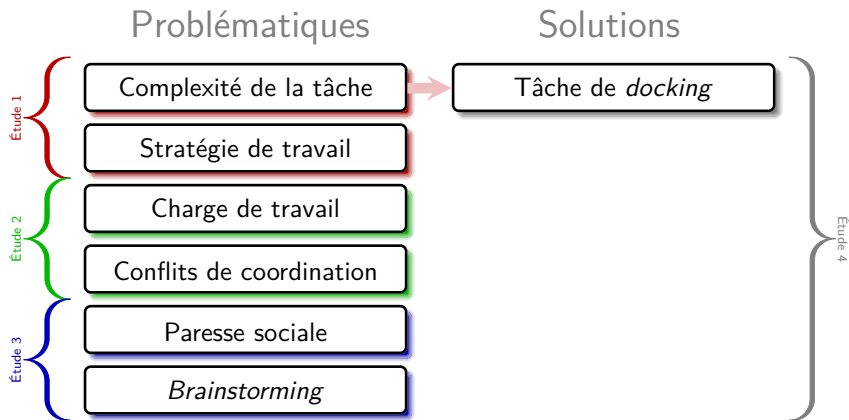 Problématiques
Solutions
Étude 1
Complexité de la tâche
Tâche de docking
Stratégie de travail
Étude 2
Charge de travail
Conflits de coordination
Étude 3
Paresse sociale
Brainstorming
Étude 4